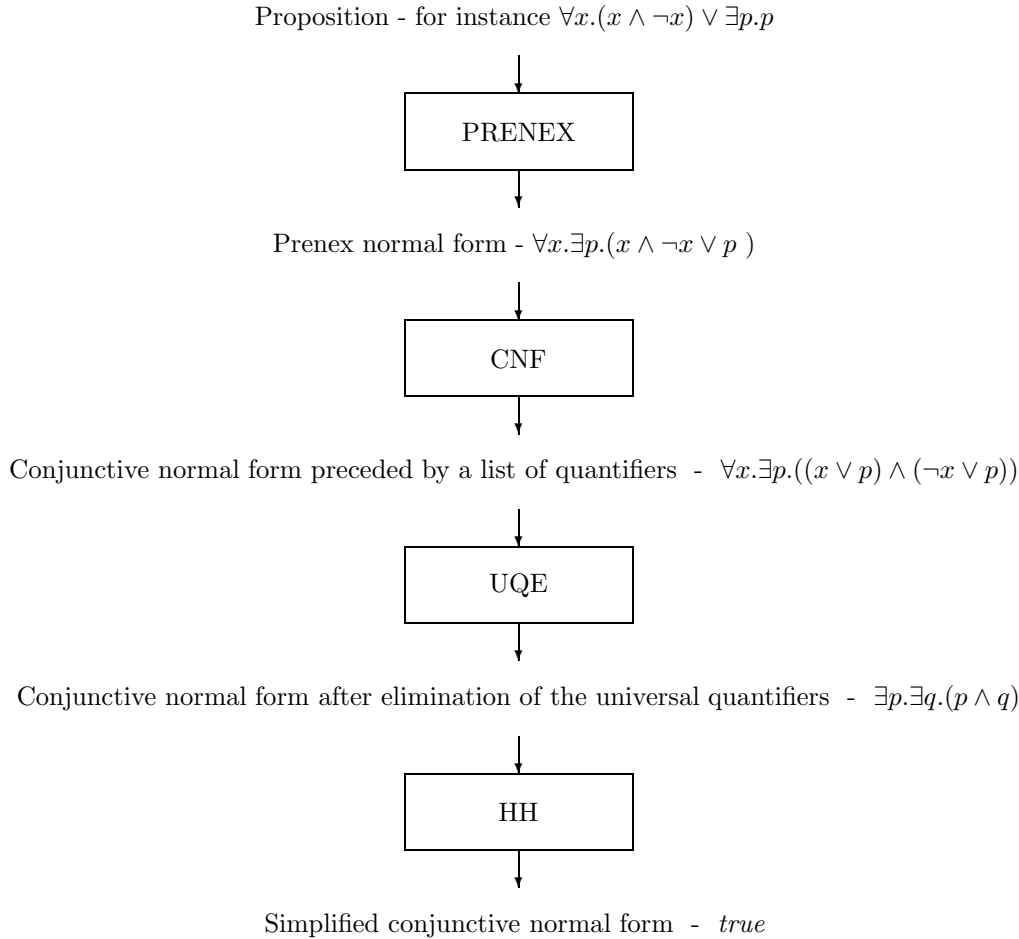 Proposition - for instance ∀x.(x ∧ ¬x) ∨ ∃p.p
PRENEX
Prenex normal form - ∀x.∃p.(x ∧ ¬x ∨ p )
CNF
Conjunctive normal form preceded by a list of quantifiers - ∀x.∃p.((x ∨ p) ∧ (¬x ∨ p))
UQE
Conjunctive normal form after elimination of the universal quantifiers - ∃p.∃q.(p ∧ q)
HH
Simplified conjunctive normal form - true